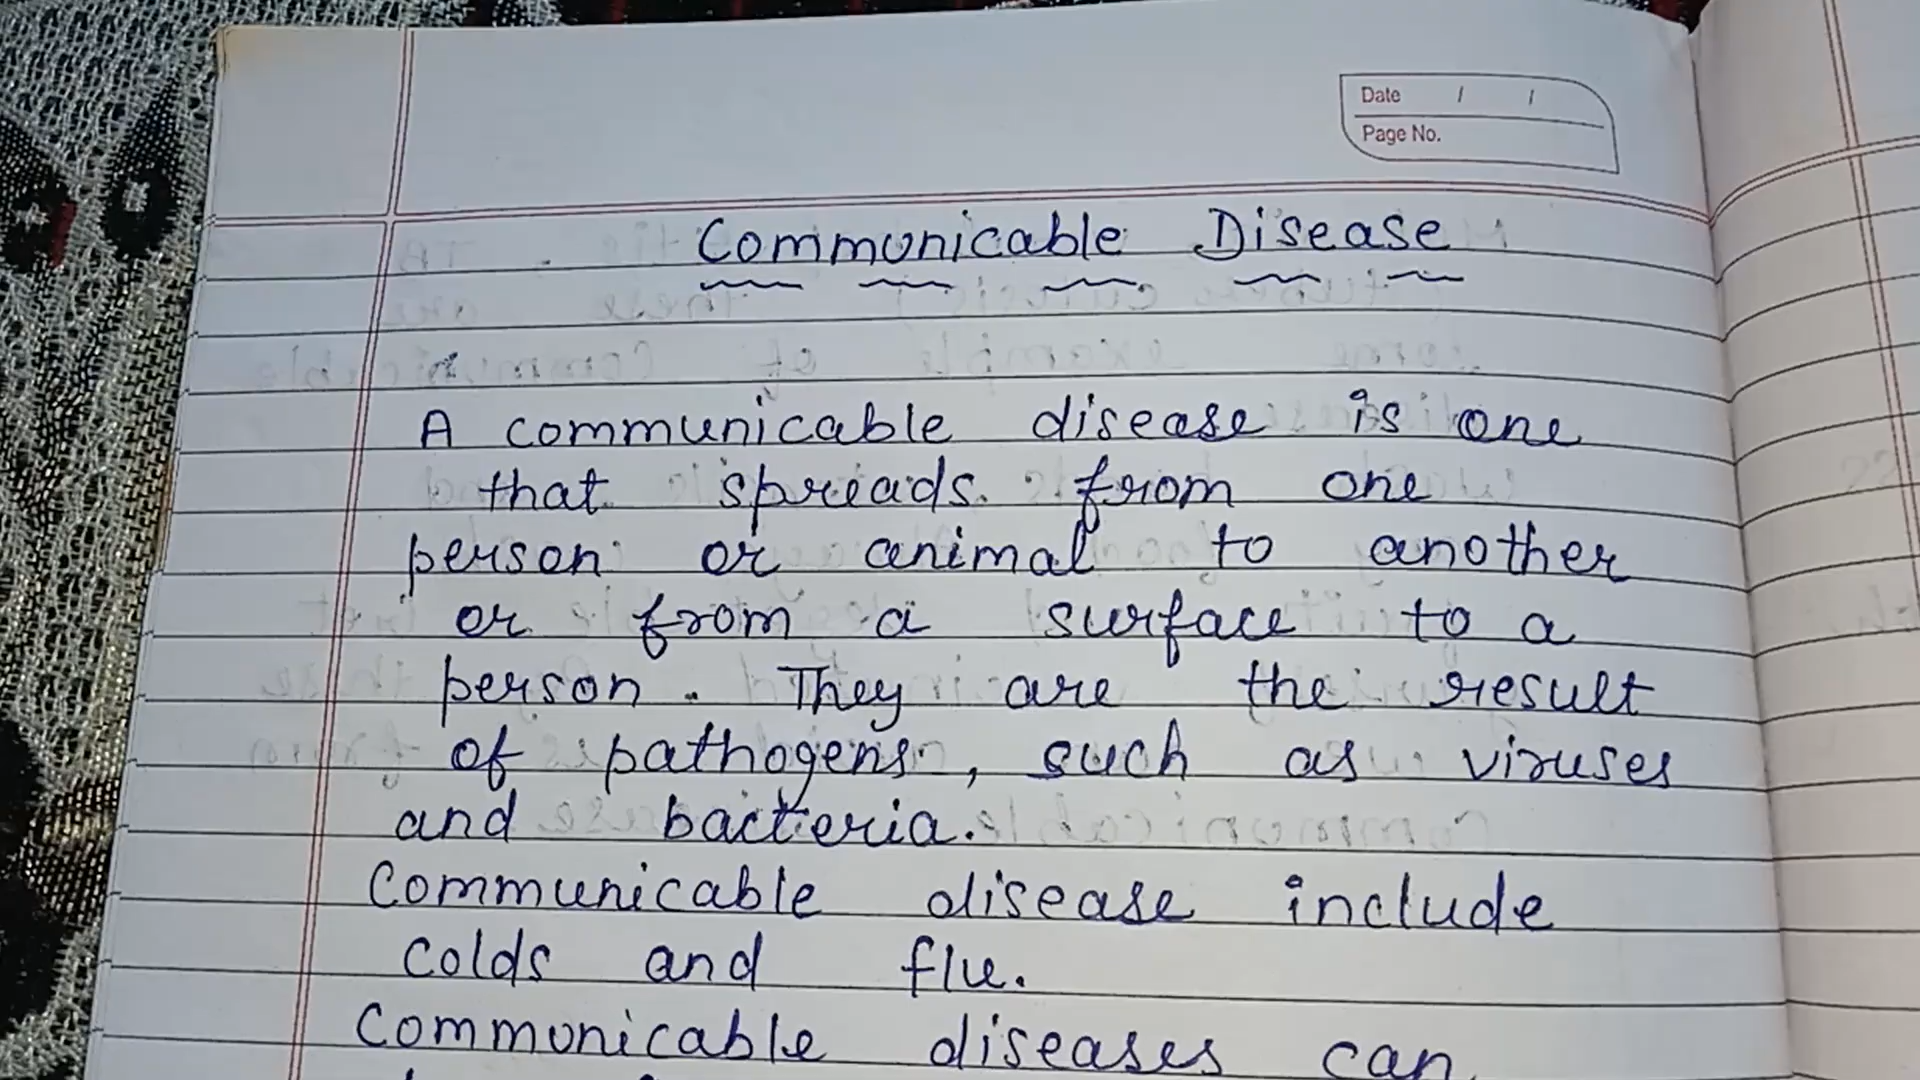 Date / /
Page No.
Communicable Disease
A communicable disease is one
that spreads from one
person or animal to another
or from a surface to a
person. They are the result
of pathogens, such as viruses
and bacteria.
Communicable disease include
colds and flu.
Communicable diseases can